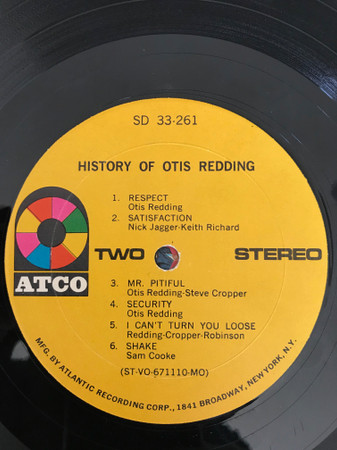 SD 33-261
HISTORY OF OTIS REDDING
1. RESPECT
Otis Redding
2. SATISFACTION
Nick Jagger-Keith Richard
TWO STEREO
ATCO
3. MR. PITIFUL
Otis Redding-Steve Cropper
4. SECURITY
Otis Redding
5. I CAN'T TURN YOU LOOSE
Redding-Cropper-Robinson
6. SHAKE
Sam Cooke
(ST-VO-671110-MO)
MFG. BY ATLANTIC RECORDING CORP., 1841 BROADWAY, NEW YORK, N.Y.